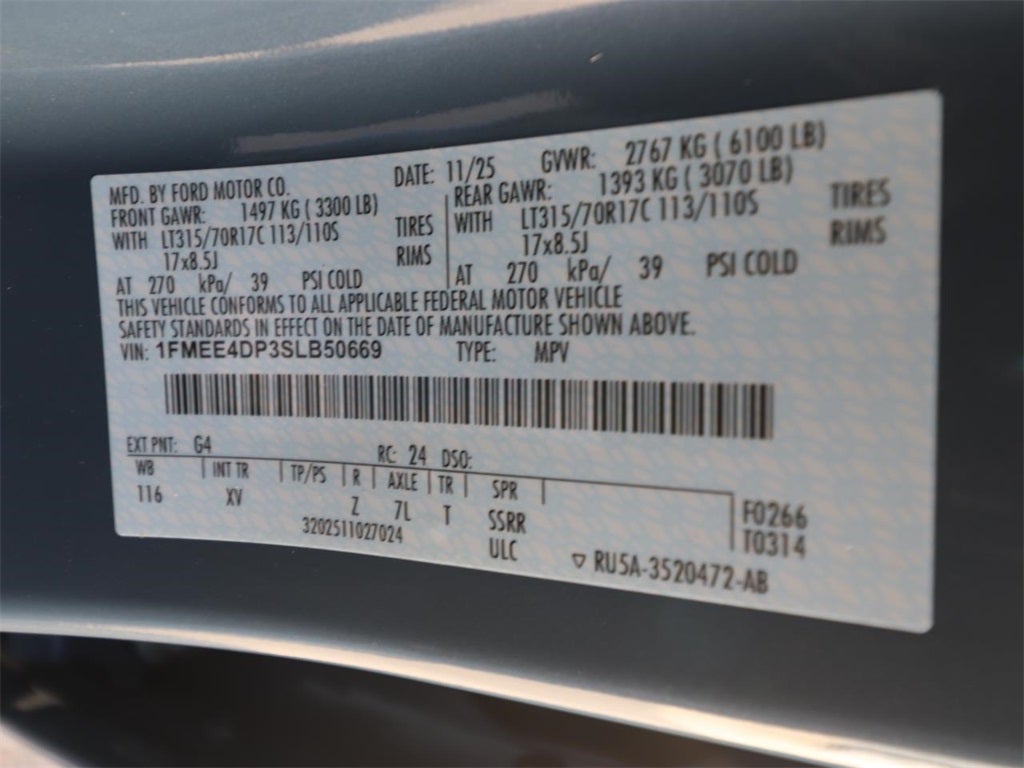 MFD. BY FORD MOTOR CO. DATE: 11/25 GVWR: 2767 KG ( 6100 LB)
FRONT GAWR: 1497 KG ( 3300 LB) REAR GAWR: 1393 KG ( 3070 LB)
WITH LT315/70R17C 113/110S TIRES WITH LT315/70R17C 113/110S TIRES
17x8.5J RIMS 17x8.5J RIMS
AT 270 kPa/ 39 PSI COLD AT 270 kPa/ 39 PSI COLD
THIS VEHICLE CONFORMS TO ALL APPLICABLE FEDERAL MOTOR VEHICLE
SAFETY STANDARDS IN EFFECT ON THE DATE OF MANUFACTURE SHOWN ABOVE.
VIN: 1FMEE4DP3SLB50669 TYPE: MPV
EXT PNT: G4 RC: 24 DSO:
WB INT TR TP/PS R AXLE TR SPR
116 XV Z 7L T SSRR F0266
3202511027024 ULC T0314
RU5A-3520472-AB